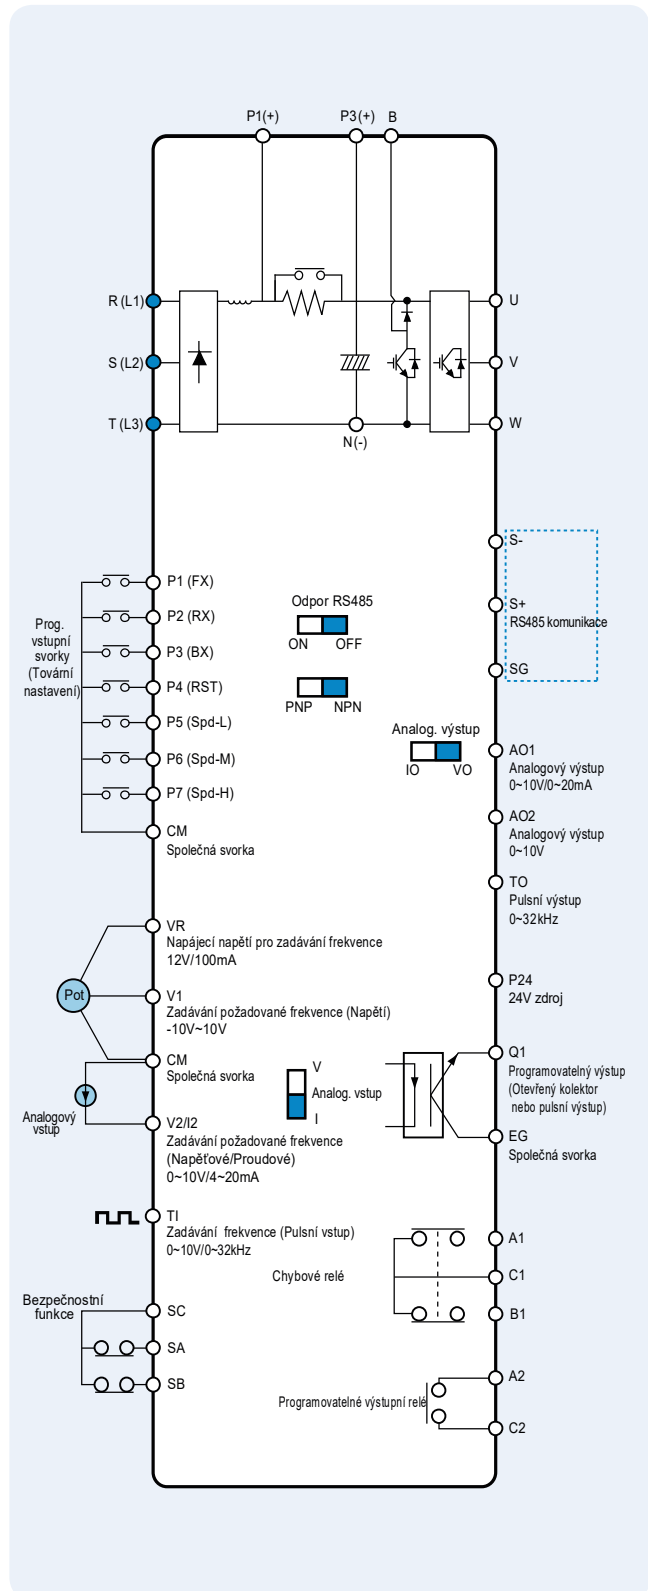 P1(+)
P3(+)
B
R (L1)
S (L2)
T (L3)
U
V
W
N(-)
S-
S+
RS485 komunikace
SG
Prog.
vstupní
svorky
(Tovární
nastavení)
P1 (FX)
P2 (RX)
P3 (BX)
P4 (RST)
P5 (Spd-L)
P6 (Spd-M)
P7 (Spd-H)
CM
Společná svorka
Odpor RS485
ON OFF
PNP NPN
Analog. výstup
IO VO
AO1
Analogový výstup
0~10V/0~20mA
AO2
Analogový výstup
0~10V
TO
Pulsní výstup
0~32kHz
P24
24V zdroj
VR
Napájecí napětí pro zadávání frekvence
12V/100mA
Pot
V1
Zadávání požadované frekvence (Napětí)
-10V~10V
CM
Společná svorka
Analogový
vstup
V2/I2
Zadávání požadované frekvence
(Napěťové/Proudové)
0~10V/4~20mA
V
Analog. vstup
I
Q1
Programovatelný výstup
(Otevřený kolektor
nebo pulsní výstup)
EG
Společná svorka
TI
Zadávání frekvence (Pulsní vstup)
0~10V/0~32kHz
Chybové relé
A1
C1
B1
Bezpečnostní
funkce
SC
SA
SB
Programovatelné výstupní relé
A2
C2